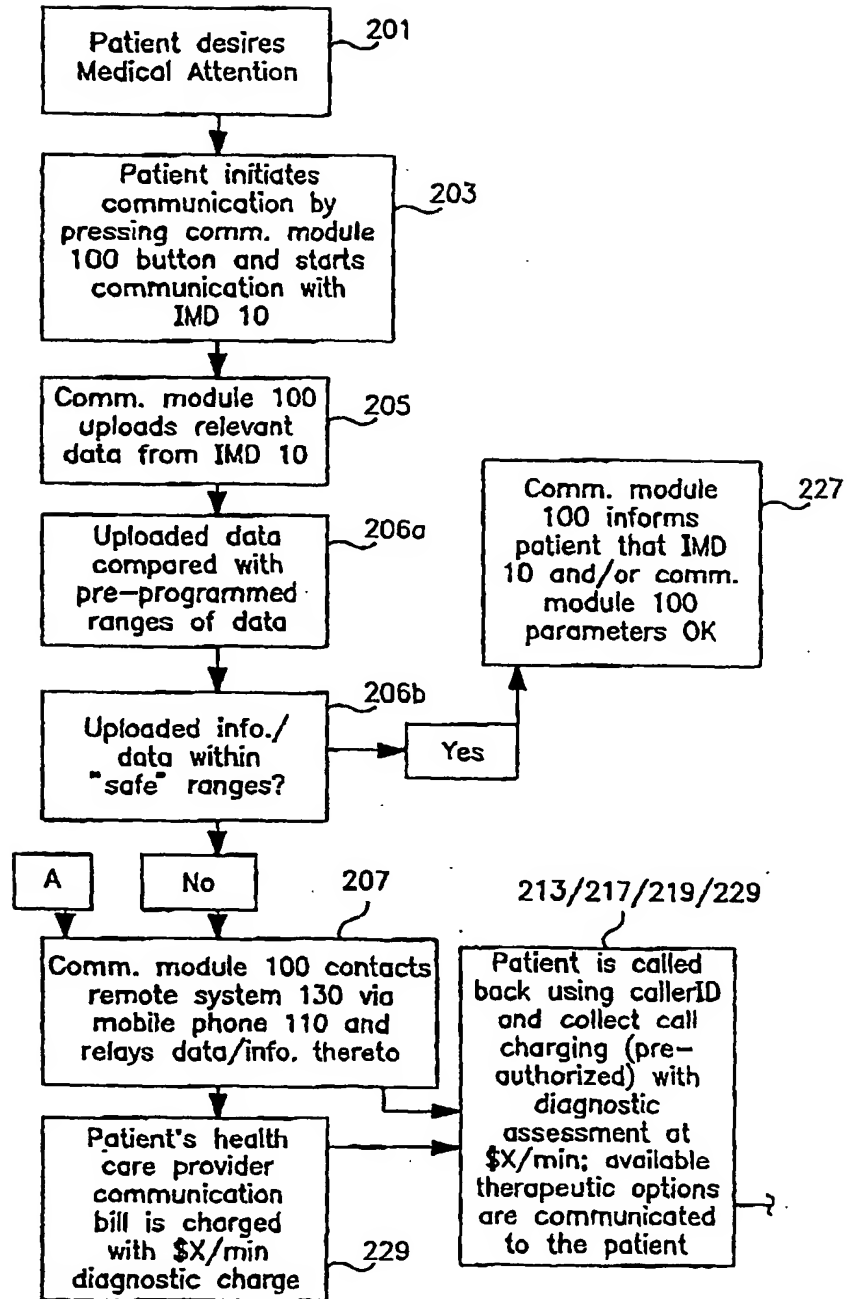 Patient desires
Medical Attention
201
Patient initiates
communication by
pressing comm. module
100 button and starts
communication with
IMD 10
203
Comm. module 100
uploads relevant
data from IMD 10
205
Uploaded data
compared with
pre-programmed
ranges of data
206a
Comm. module
100 informs
patient that IMD
10 and/or comm.
module 100
parameters OK
227
Uploaded info./
data within
"safe" ranges?
206b
Yes
A
No
207
Comm. module 100 contacts
remote system 130 via
mobile phone 110 and
relays data/info. thereto
213/217/219/229
Patient is called
back using callerID
and collect call
charging (pre-
authorized) with
diagnostic
assessment at
$X/min; available
therapeutic options
are communicated
to the patient
Patient's health
care provider
communication
bill is charged
with $X/min
diagnostic charge
229